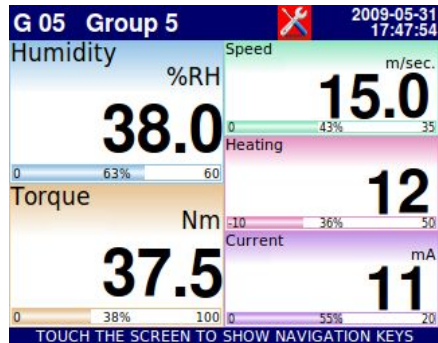 G 05 Group 5
2009-05-31
17:47:54
Humidity
%RH
38.0
0 63% 60
Torque
Nm
37.5
0 38% 100
Speed
m/sec.
15.0
0 43% 35
Heating
12
-10 36% 50
Current
mA
11
0 55% 20
TOUCH THE SCREEN TO SHOW NAVIGATION KEYS